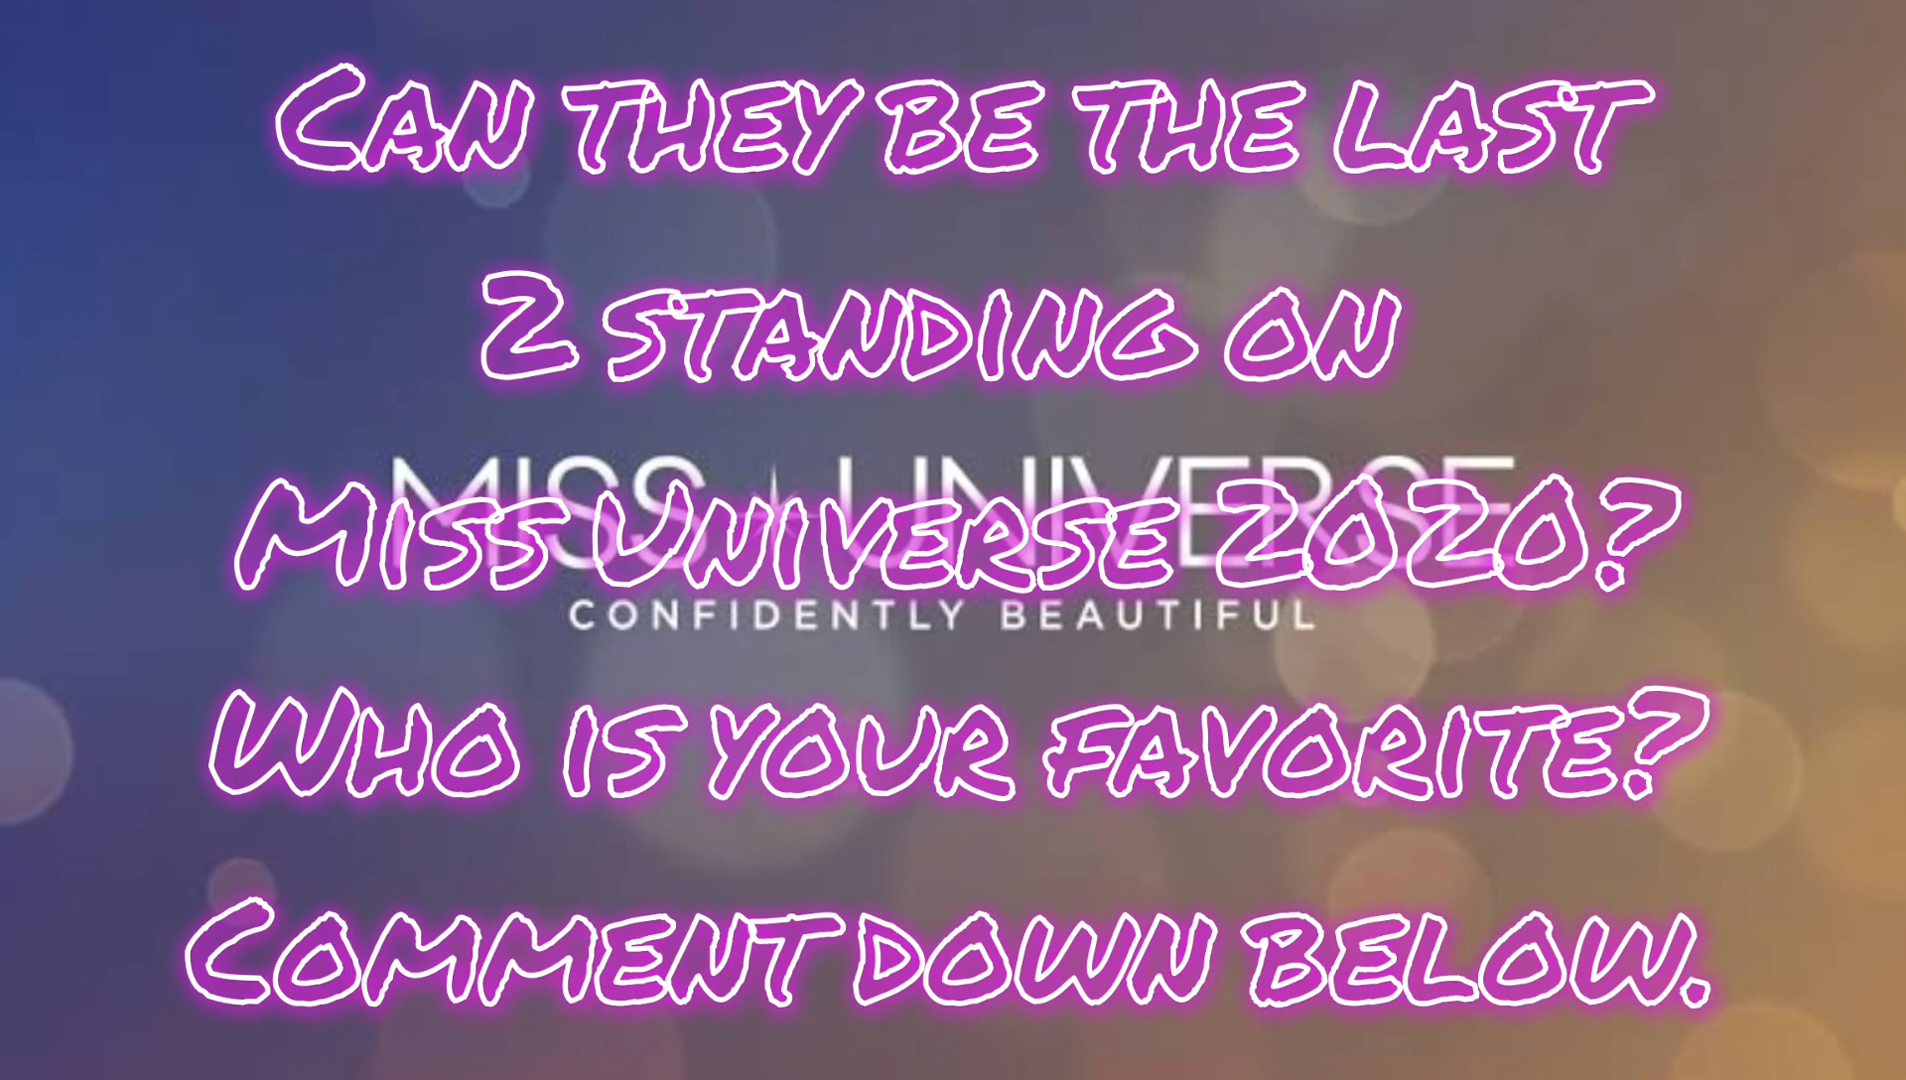 Can they be the last
2 standing on
MISS UNIVERSE
Miss Universe 2020?
CONFIDENTLY BEAUTIFUL
Who is your favorite?
Comment down below.